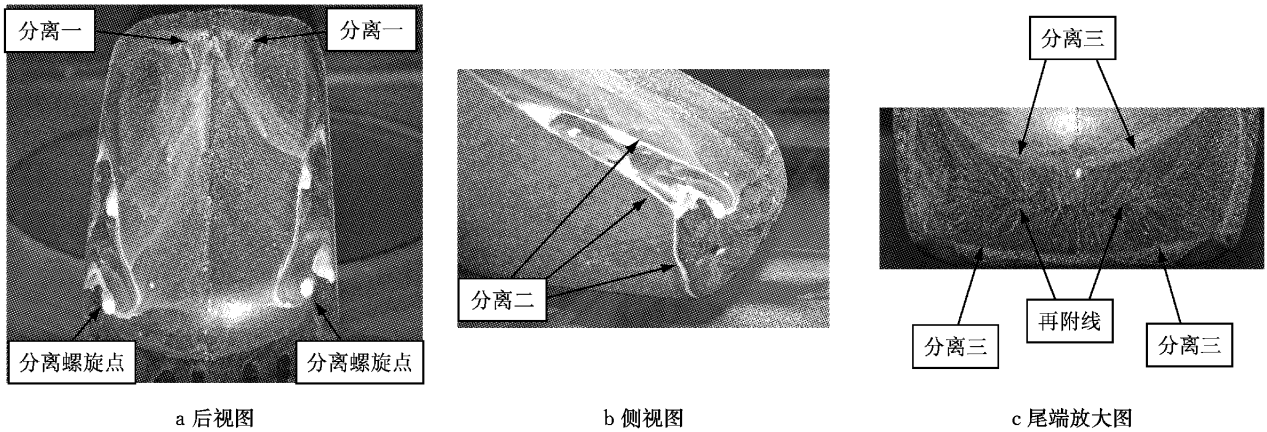 分离一
分离一
分离螺旋点
分离螺旋点
a 后视图
分离二
b 侧视图
分离三
分离三
再附线
分离三
c 尾端放大图